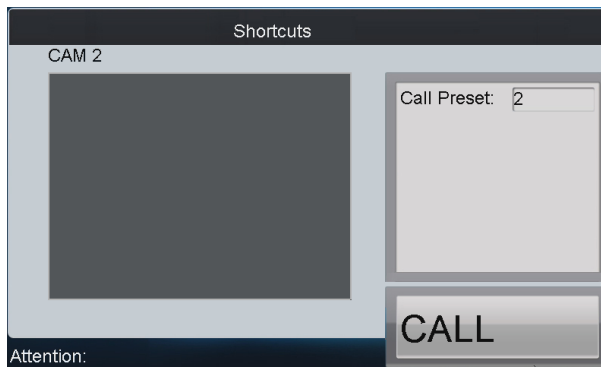 Shortcuts
CAM 2
Call Preset: 2
CALL
Attention: